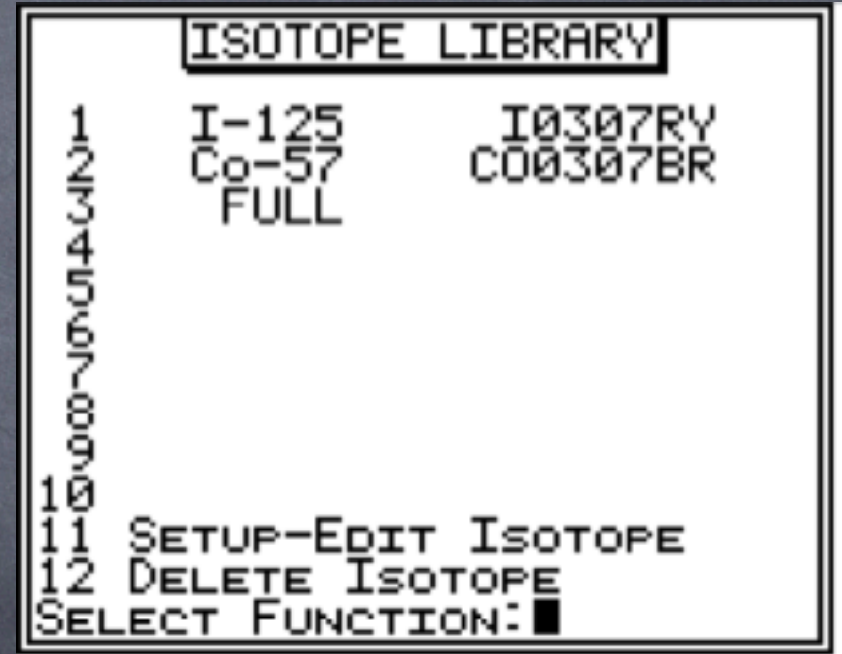 ISOTOPE LIBRARY
1 I-125 I0307RY
2 Co-57 CO0307BR
3 FULL
4
5
6
7
8
9
10
11 SETUP-EDIT ISOTOPE
12 DELETE ISOTOPE
SELECT FUNCTION: